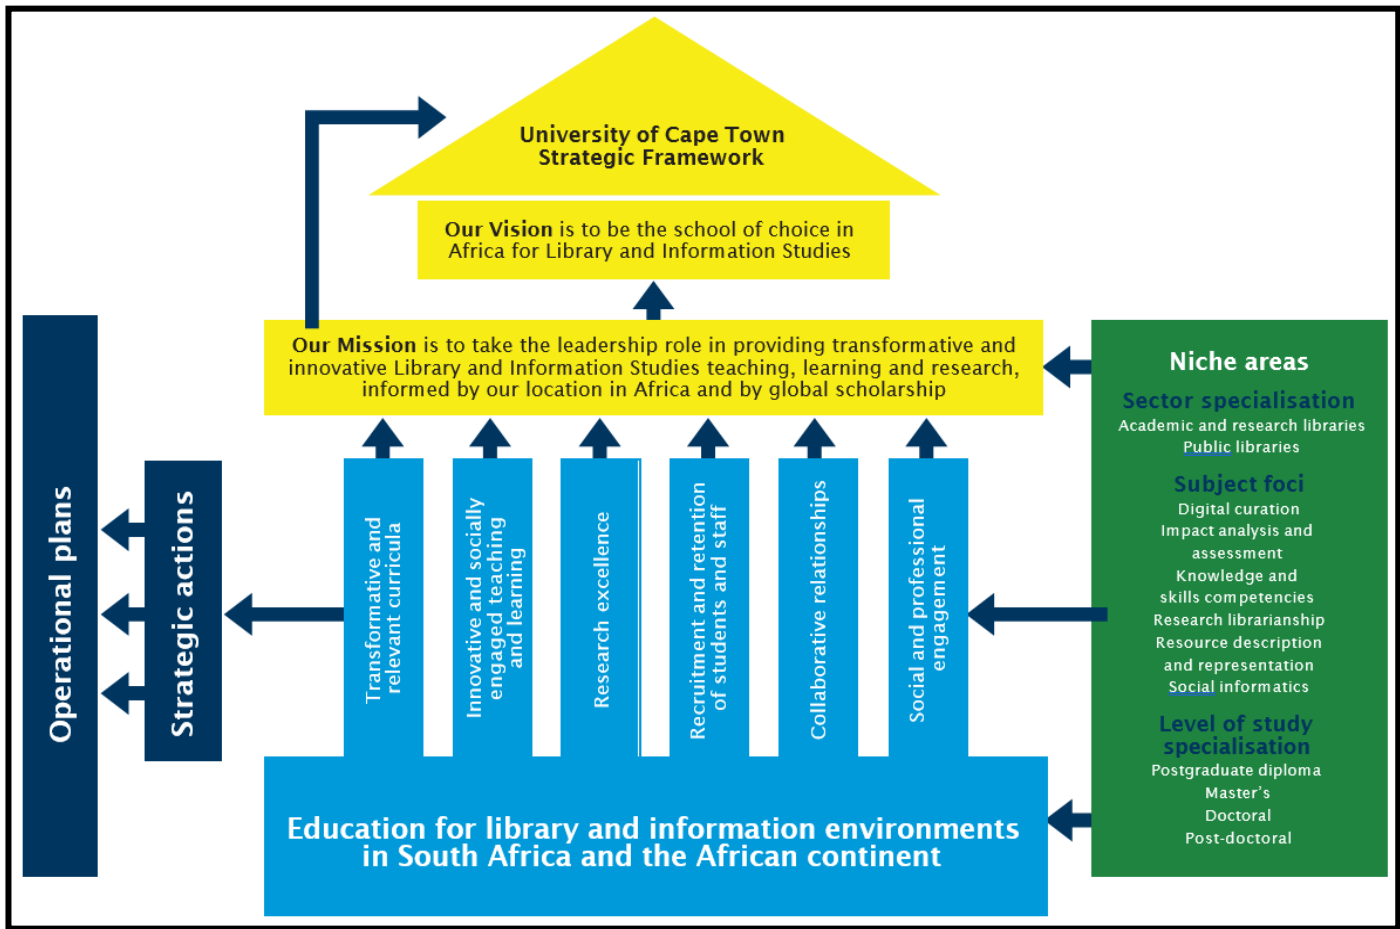 University of Cape Town
Strategic Framework
Our Vision is to be the school of choice in
Africa for Library and Information Studies
Our Mission is to take the leadership role in providing transformative and
innovative Library and Information Studies teaching, learning and research,
informed by our location in Africa and by global scholarship
Operational plans
Strategic actions
Transformative and
relevant curricula
Innovative and socially
engaged teaching
and learning
Research excellence
Recruitment and retention
of students and staff
Collaborative relationships
Social and professional
engagement
Education for library and information environments
in South Africa and the African continent
Niche areas
Sector specialisation
Academic and research libraries
Public libraries
Subject foci
Digital curation
Impact analysis and
assessment
Knowledge and
skills competencies
Research librarianship
Resource description
and representation
Social informatics
Level of study
specialisation
Postgraduate diploma
Master's
Doctoral
Post-doctoral